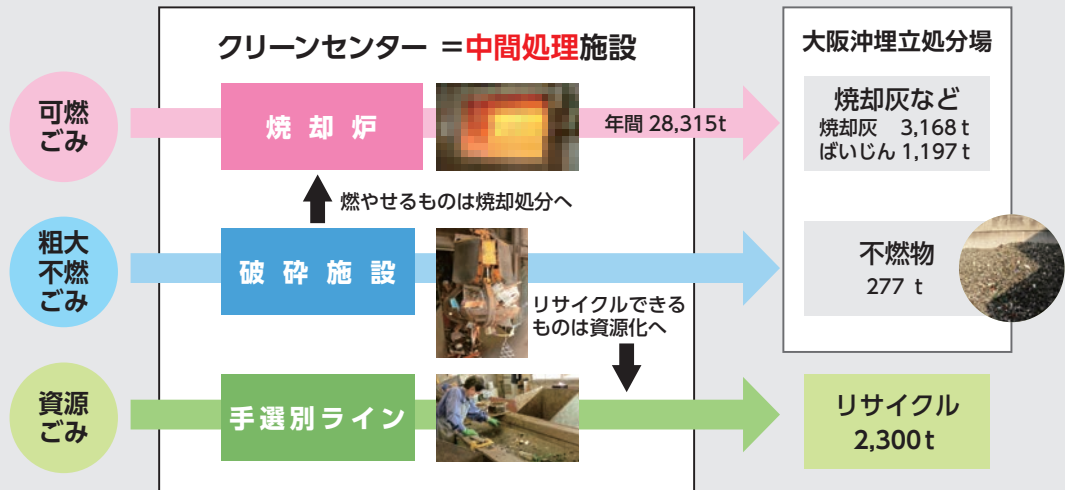 クリーンセンター =中間処理施設
大阪沖埋立処分場
可燃
ごみ
焼却炉
年間 28,315t
焼却灰など
焼却灰 3,168t
ばいじん 1,197t
燃やせるものは焼却処分へ
粗大
不燃
ごみ
破砕施設
不燃物
277 t
リサイクルできる
ものは資源化へ
資源
ごみ
手選別ライン
リサイクル
2,300t